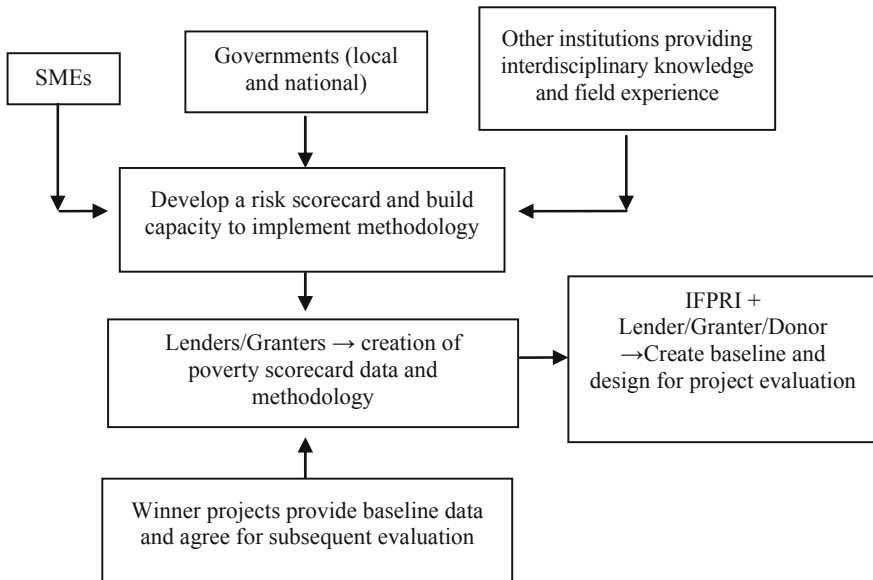 SMEs
Governments (local
and national)
Other institutions providing
interdisciplinary knowledge
and field experience
Develop a risk scorecard and build
capacity to implement methodology
Lenders/Granters → creation of
poverty scorecard data and
methodology
IFPRI +
Lender/Granter/Donor
→Create baseline and
design for project evaluation
Winner projects provide baseline data
and agree for subsequent evaluation